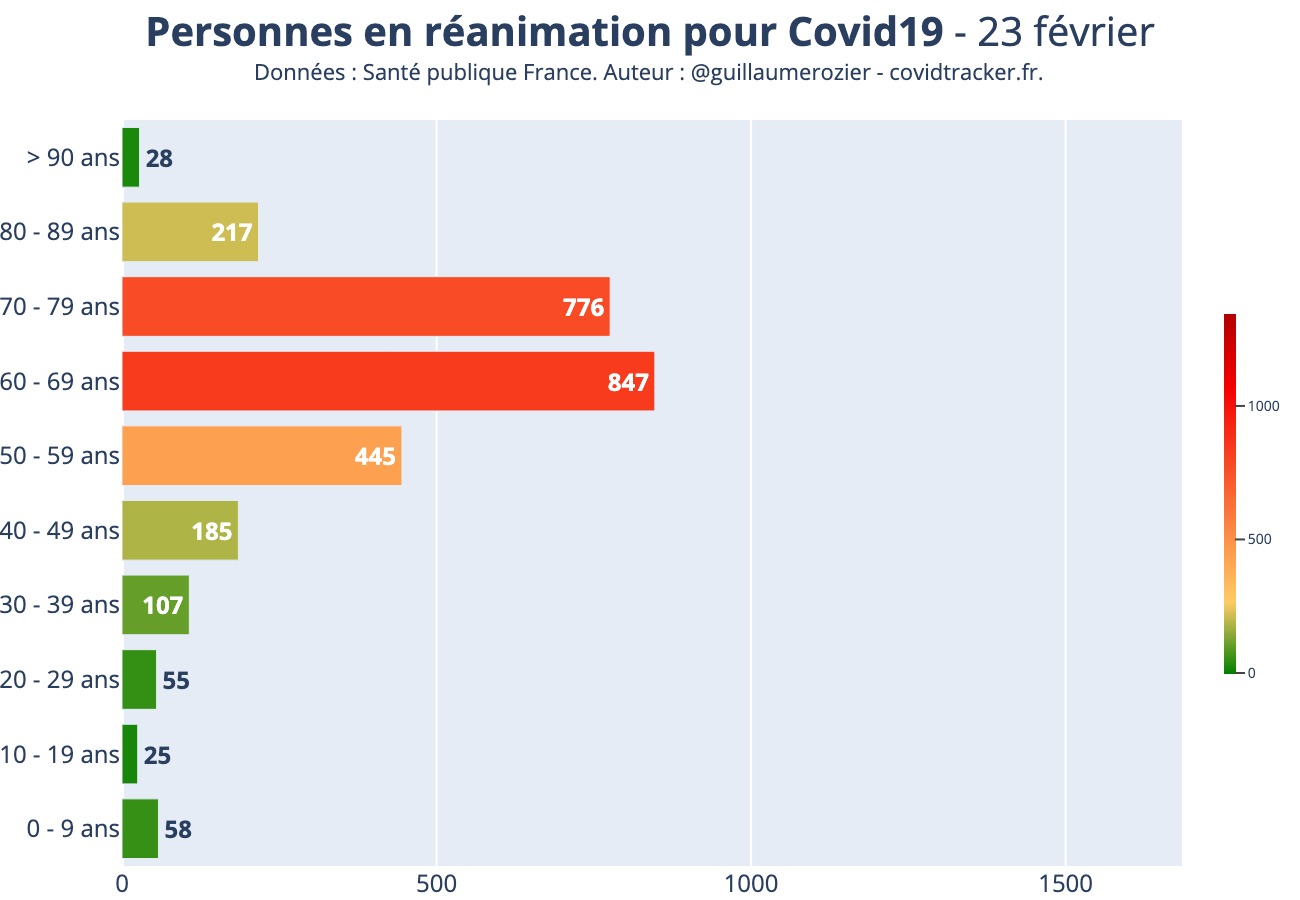 Personnes en réanimation pour Covid19 - 23 février
Données : Santé publique France. Auteur : @guillaumerozier - covidtracker.fr.
> 90 ans 28
80 - 89 ans 217
70 - 79 ans 776
60 - 69 ans 847
50 - 59 ans 445
40 - 49 ans 185
30 - 39 ans 107
20 - 29 ans 55
10 - 19 ans 25
0 - 9 ans 58
0 500 1000 1500
1000
500
0